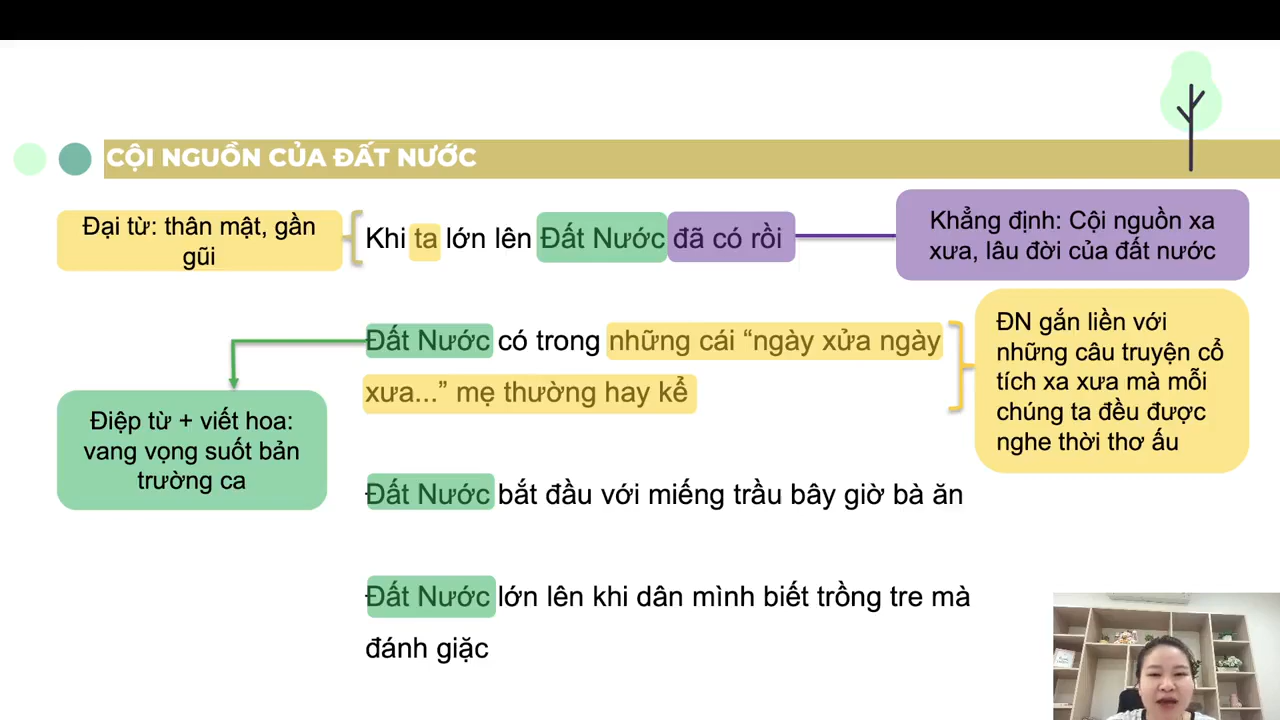 CỘI NGUỒN CỦA ĐẤT NƯỚC
Đại từ: thân mật, gần
gũi
Khi ta lớn lên Đất Nước đã có rồi
Khẳng định: Cội nguồn xa
xưa, lâu đời của đất nước
Đất Nước có trong những cái “ngày xửa ngày
xưa...” mẹ thường hay kể
ĐN gắn liền với
những câu truyện cổ
tích xa xưa mà mỗi
chúng ta đều được
nghe thời thơ ấu
Điệp từ + viết hoa:
vang vọng suốt bản
trường ca
Đất Nước bắt đầu với miếng trầu bây giờ bà ăn
Đất Nước lớn lên khi dân mình biết trồng tre mà
đánh giặc